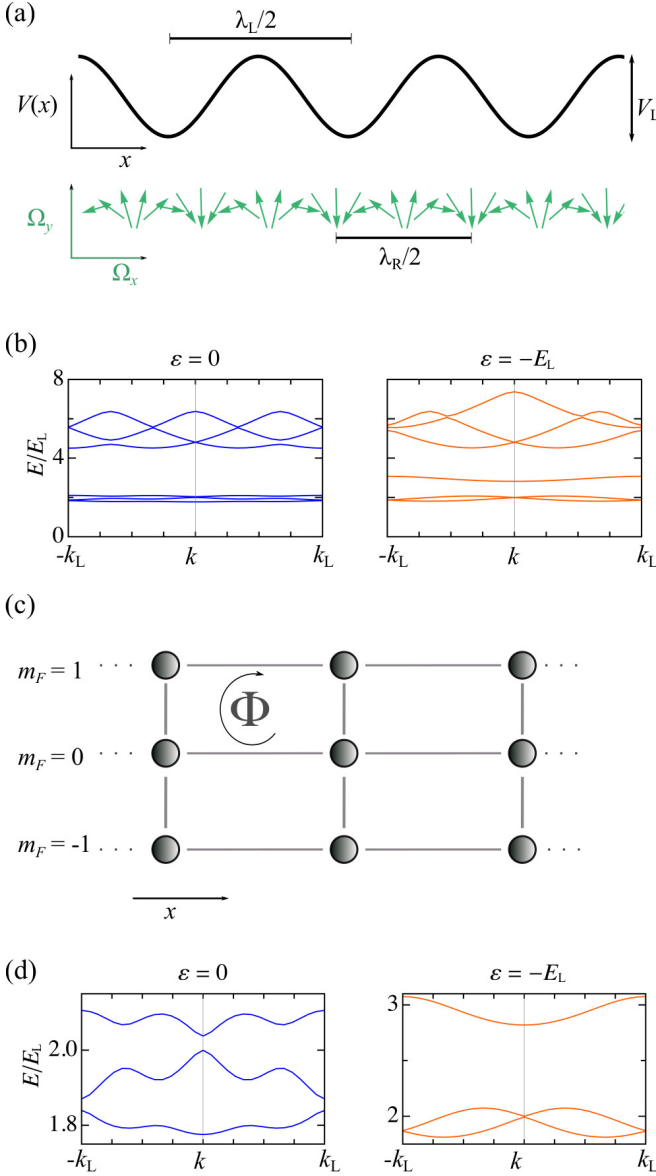 (a)
λL/2
V(x)
VL
x
Ωy
Ωx
λR/2
(b)
ε = 0
ε = −EL
8
4
0
E/EL
-kL
k
kL
-kL
k
kL
(c)
mF = 1
Φ
mF = 0
mF = -1
x
(d)
ε = 0
ε = −EL
2.0
1.8
E/EL
3
2
-kL
k
kL
-kL
k
kL